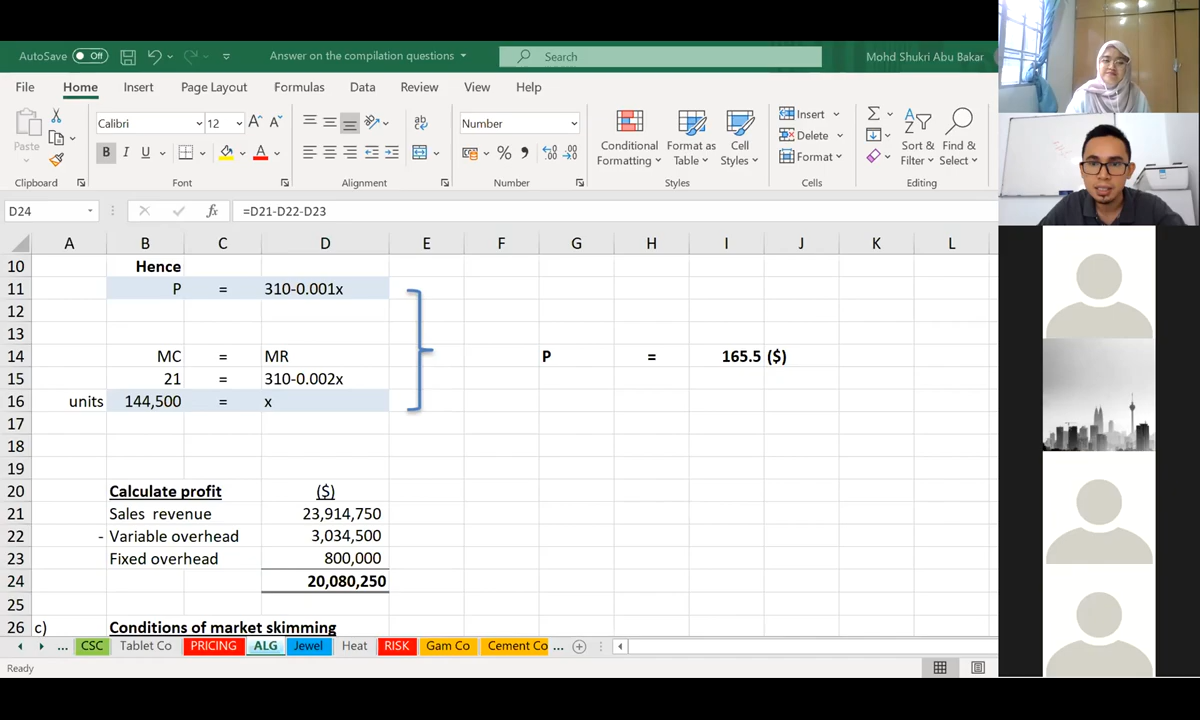 AutoSave Off Answer on the compilation questions Search Mohd Shukri Abu Bakar
File Home Insert Draw Page Layout Formulas Data Review View Help
Paste Calibri 12 A A ab Number Conditional Formatting Format as Table Cell Styles Insert Delete Format Sort & Filter Find & Select
B I U A % ,
Clipboard Font Alignment Number Styles Cells Editing
D24 fx =D21-D22-D23
A B C D E F G H I J K L
10 Hence
11 P = 310-0.001x
12
13
14 MC = MR P = 165.5 ($)
15 21 = 310-0.002x
16 units 144,500 = x
17
18
19
20 Calculate profit ($)
21 Sales revenue 23,914,750
22 - Variable overhead 3,034,500
23 Fixed overhead 800,000
24 20,080,250
25
26 c) Conditions of market skimming
... CSC Tablet Co PRICING ALG Jewel Heat RISK Gam Co Cement Co ...
Ready